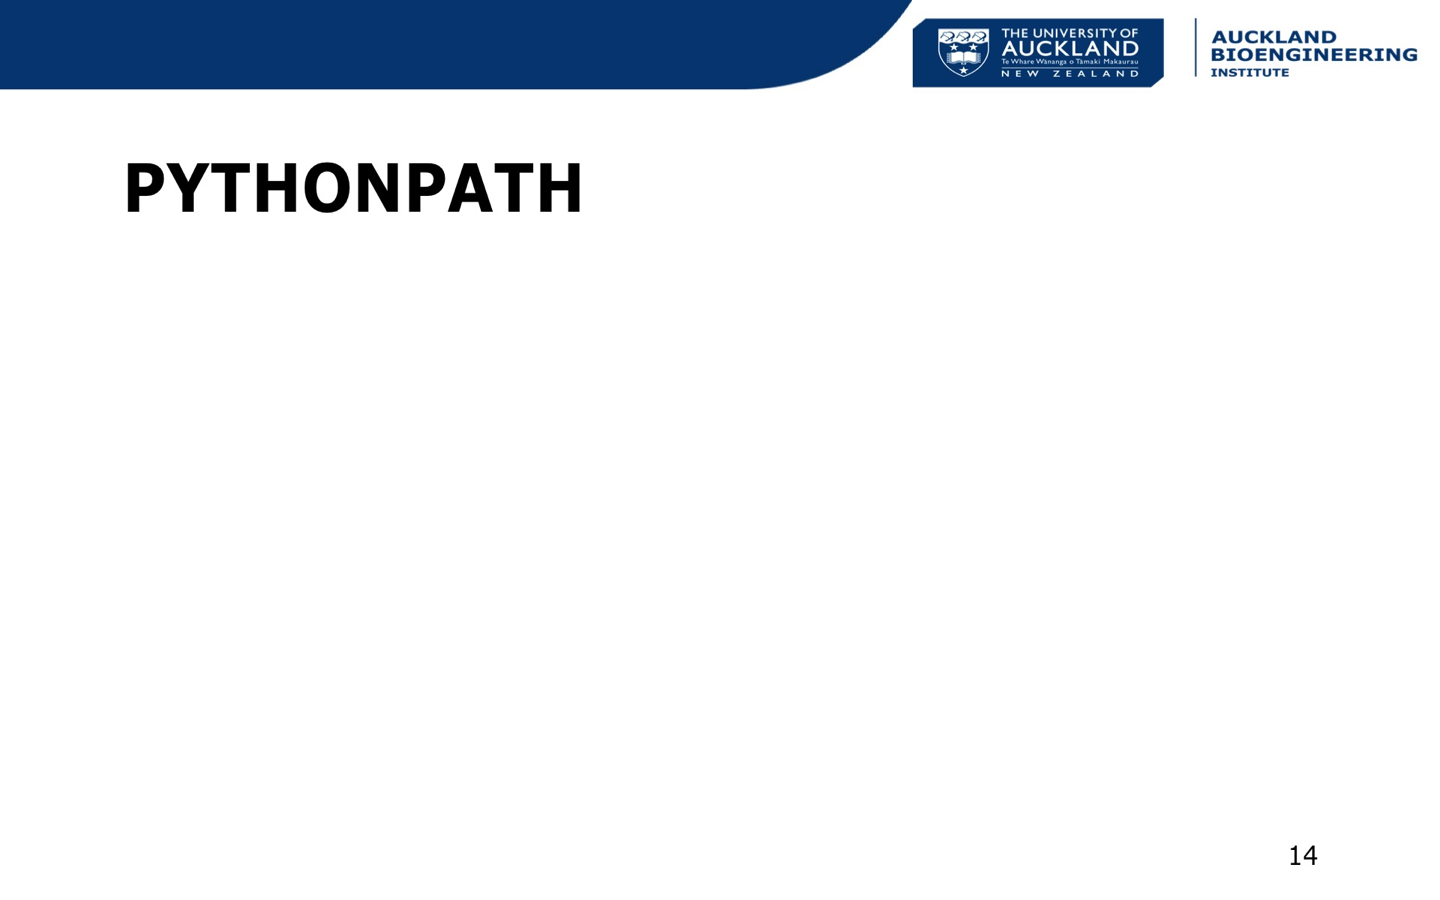 THE UNIVERSITY OF
AUCKLAND
Te Whare Wānanga o Tāmaki Makaurau
NEW ZEALAND
AUCKLAND
BIOENGINEERING
INSTITUTE
PYTHONPATH
14